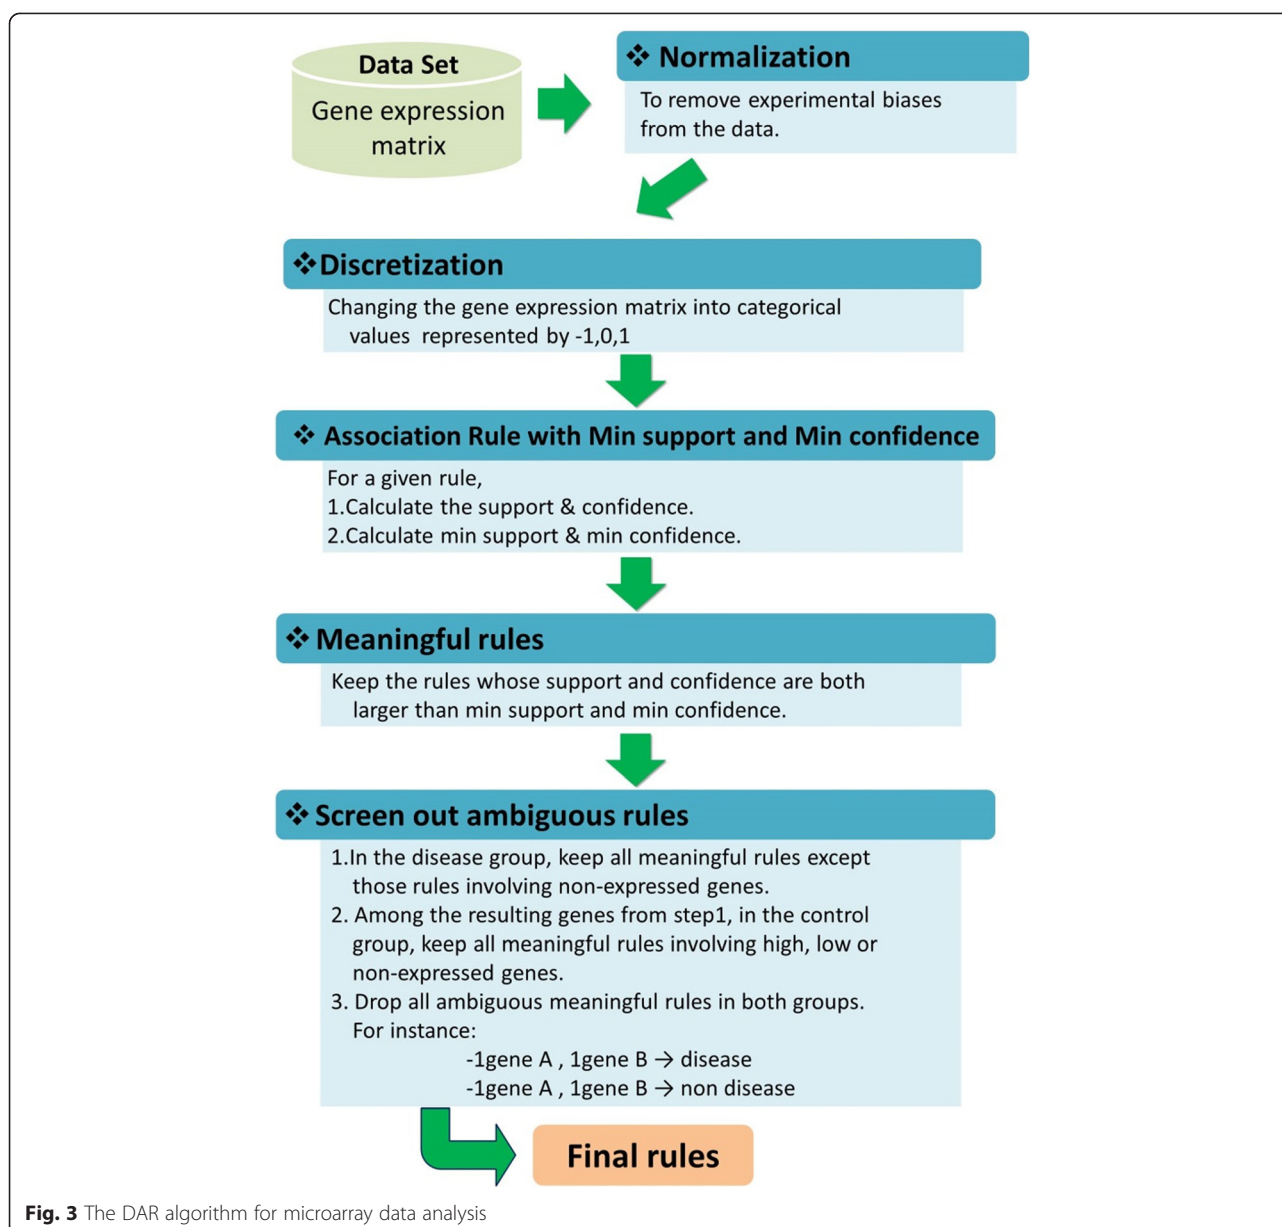 Data Set
Gene expression
matrix
❖ Normalization
To remove experimental biases
from the data.
❖Discretization
Changing the gene expression matrix into categorical
values represented by -1,0,1
❖ Association Rule with Min support and Min confidence
For a given rule,
1.Calculate the support & confidence.
2.Calculate min support & min confidence.
❖ Meaningful rules
Keep the rules whose support and confidence are both
larger than min support and min confidence.
❖ Screen out ambiguous rules
1.In the disease group, keep all meaningful rules except
those rules involving non-expressed genes.
2. Among the resulting genes from step1, in the control
group, keep all meaningful rules involving high, low or
non-expressed genes.
3. Drop all ambiguous meaningful rules in both groups.
For instance:
-1gene A , 1gene B → disease
-1gene A , 1gene B → non disease
Final rules
Fig. 3 The DAR algorithm for microarray data analysis